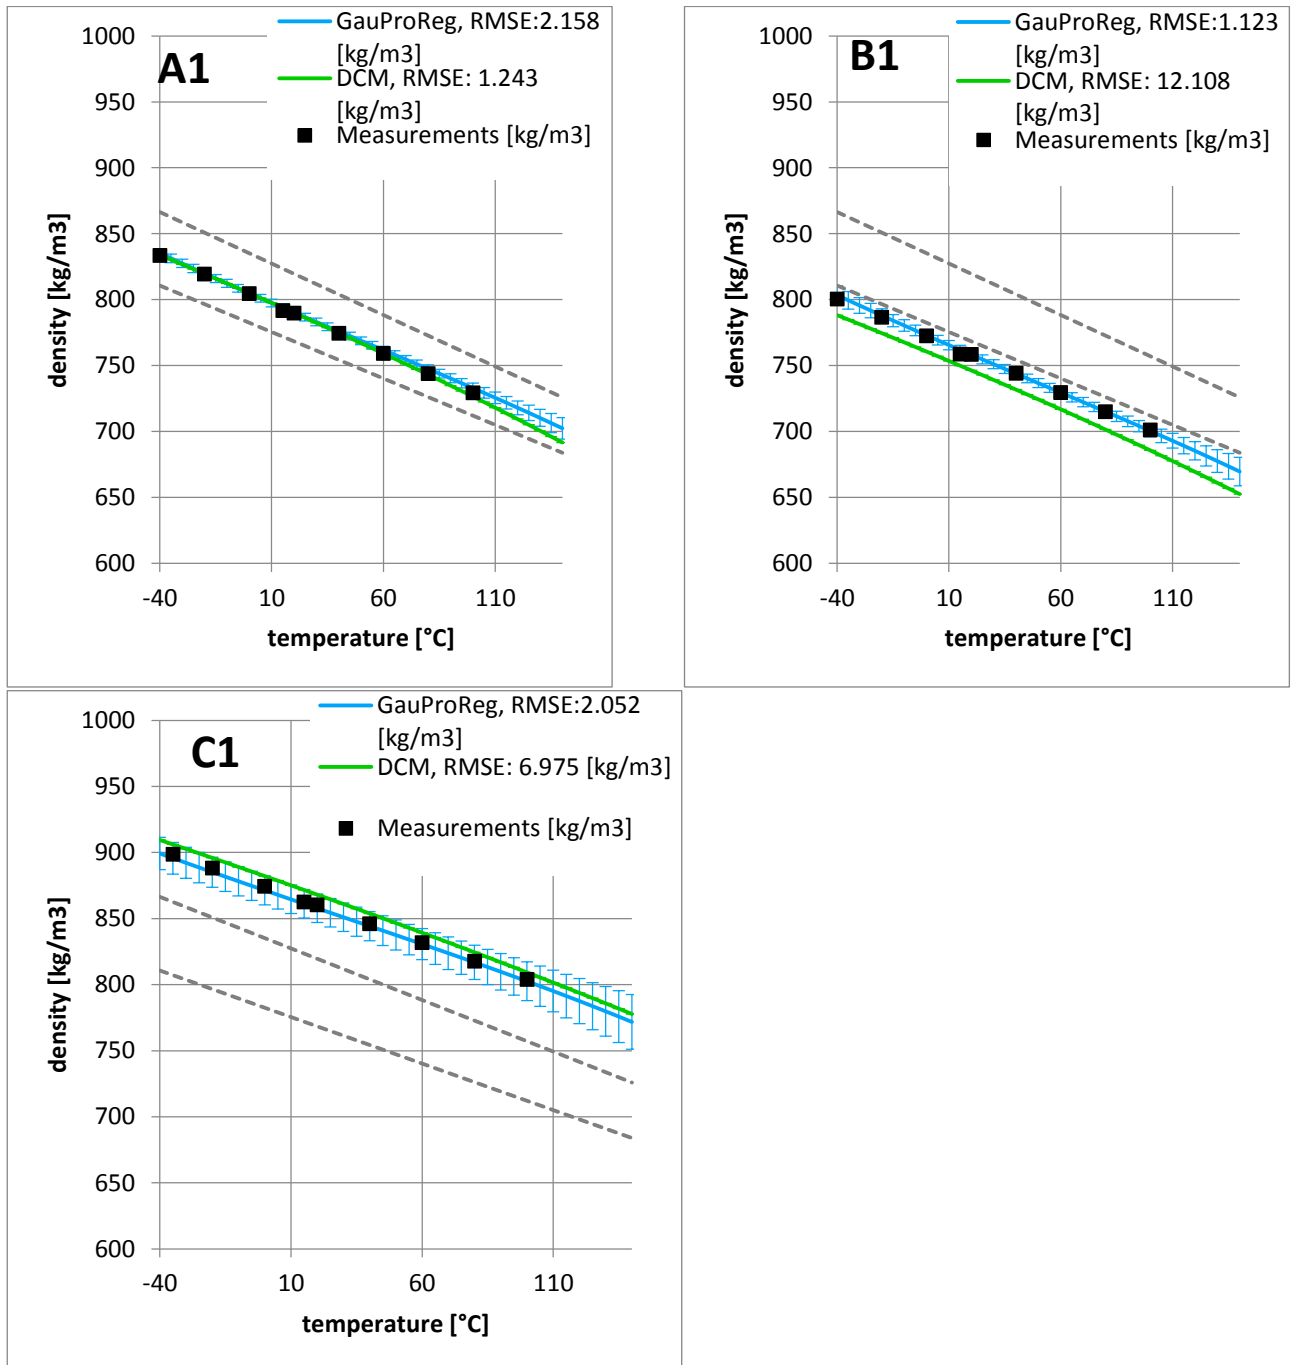 A1
GauProReg, RMSE:2.158
[kg/m3]
DCM, RMSE: 1.243
[kg/m3]
Measurements [kg/m3]
density [kg/m3]
1000
950
900
850
800
750
700
650
600
-40
10
60
110
temperature [°C]
B1
GauProReg, RMSE:1.123
[kg/m3]
DCM, RMSE: 12.108
[kg/m3]
Measurements [kg/m3]
density [kg/m3]
1000
950
900
850
800
750
700
650
600
-40
10
60
110
temperature [°C]
C1
GauProReg, RMSE:2.052
[kg/m3]
DCM, RMSE: 6.975 [kg/m3]
Measurements [kg/m3]
density [kg/m3]
1000
950
900
850
800
750
700
650
600
-40
10
60
110
temperature [°C]